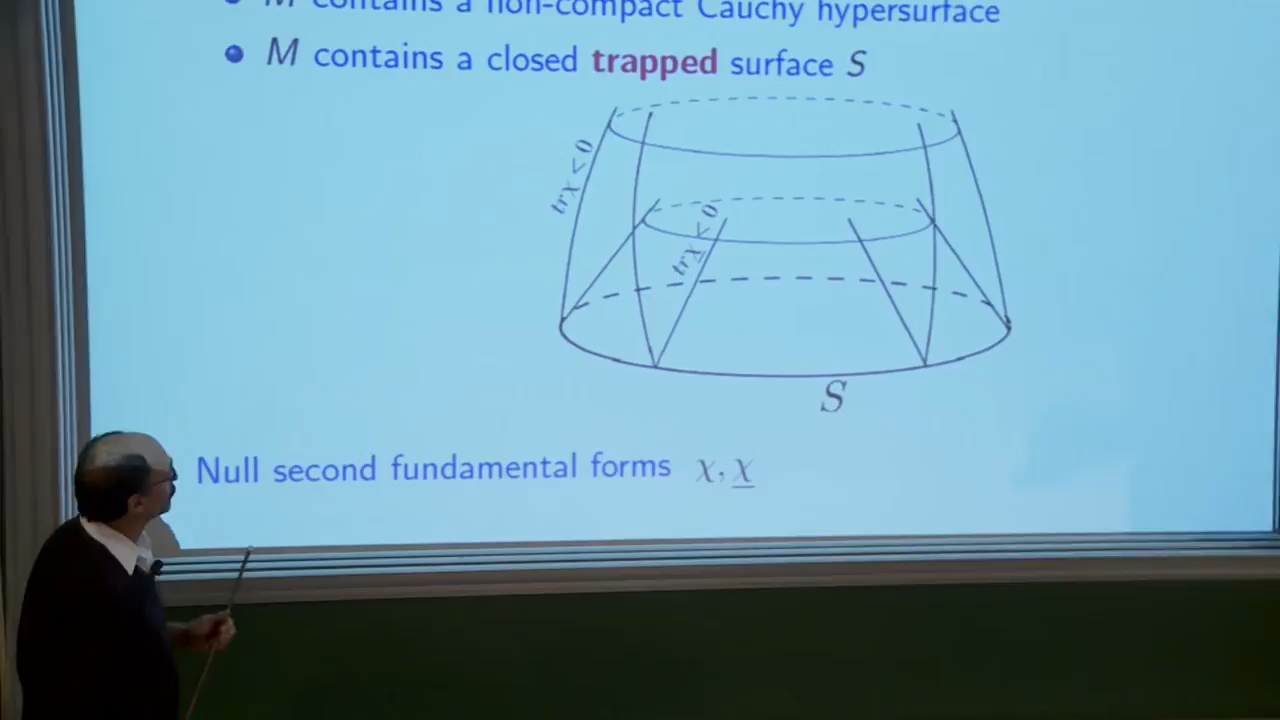 M contains a non-compact Cauchy hypersurface
M contains a closed trapped surface S
trχ < 0
trχ̲ < 0
S
Null second fundamental forms χ, χ̲